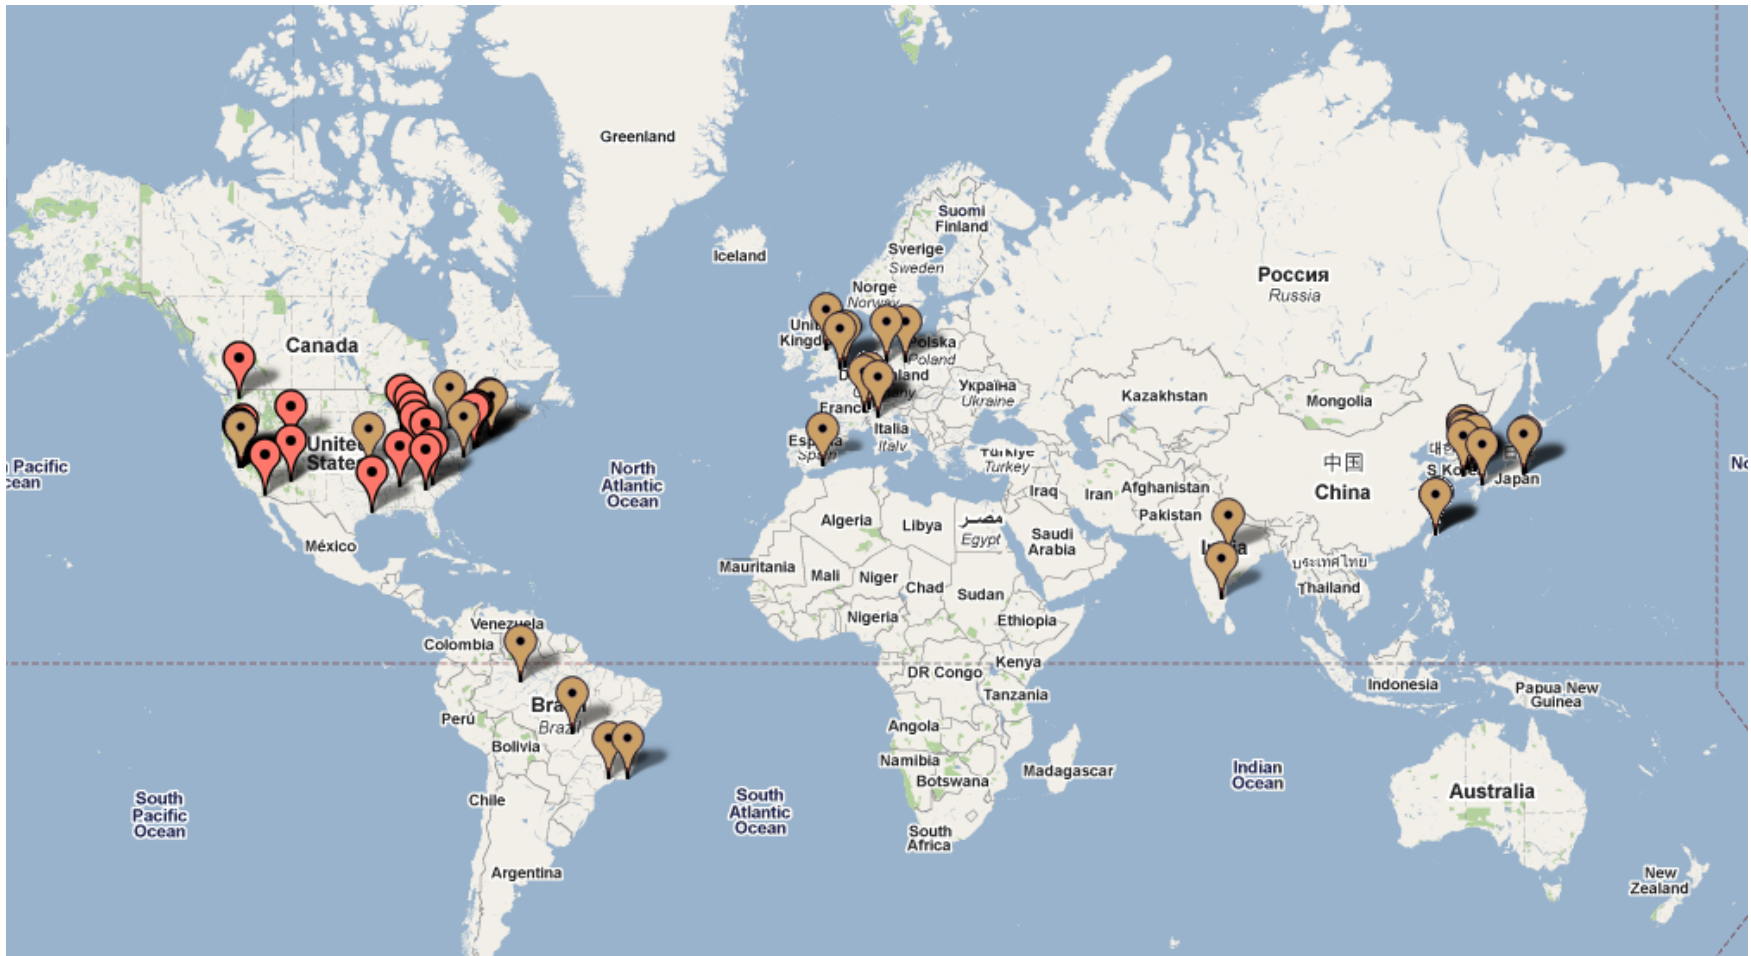 Greenland
Suomi
Finland
Iceland
Sverige
Sweden
Norge
Norway
Россия
Russia
Canada
Polska
Poland
Україна
Ukraine
Kazakhstan
Mongolia
Italia
Italy
Türkiye
Turkey
North
Atlantic
Ocean
United
States
S Korea
Japan
中国
China
Iraq
Iran
Afghanistan
Pakistan
Algeria
Libya
مصر
Egypt
Saudi
Arabia
México
Mauritania
Mali
Niger
Chad
Sudan
ประเทศไทย
Thailand
Nigeria
Ethiopia
Venezuela
Colombia
DR Congo
Kenya
Tanzania
Indonesia
Papua New
Guinea
Perú
Brazil
Bolivia
Angola
Namibia
Botswana
Madagascar
Indian
Ocean
Australia
Chile
South
Pacific
Ocean
South
Atlantic
Ocean
South
Africa
Argentina
New
Zealand